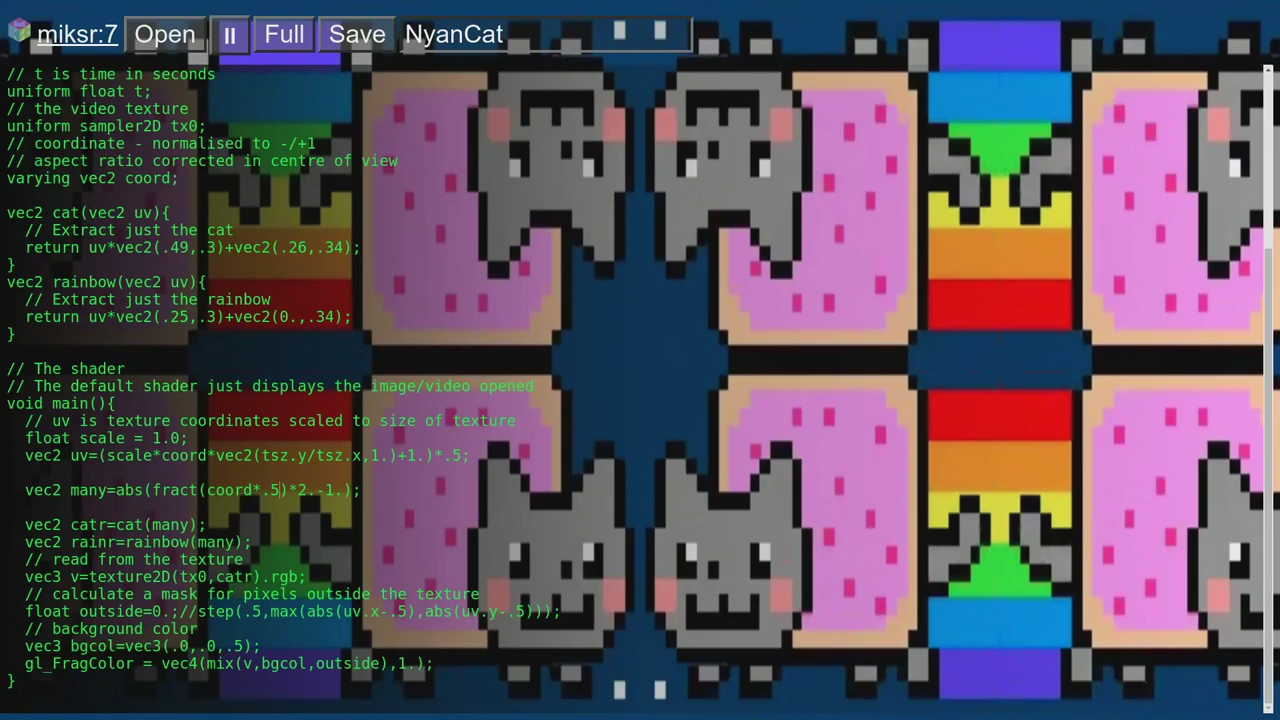 miksr:7 Open Full Save NyanCat
// t is time in seconds
uniform float t;
// the video texture
uniform sampler2D tx0;
// coordinate - normalised to -/+1
// aspect ratio corrected in centre of view
varying vec2 coord;
vec2 cat(vec2 uv){
// Extract just the cat
return uv*vec2(.49,.3)+vec2(.26,.34);
}
vec2 rainbow(vec2 uv){
// Extract just the rainbow
return uv*vec2(.25,.3)+vec2(0.,.34);
}
// The shader
// The default shader just displays the image/video opened
void main(){
// uv is texture coordinates scaled to size of texture
float scale = 1.0;
vec2 uv=(scale*coord*vec2(tsz.y/tsz.x,1.)+1.)*.5;
vec2 many=abs(fract(coord*.5)*2.-1.);
vec2 catr=cat(many);
vec2 rainr=rainbow(many);
// read from the texture
vec3 v=texture2D(tx0,catr).rgb;
// calculate a mask for pixels outside the texture
float outside=0.;//step(.5,max(abs(uv.x-.5),abs(uv.y-.5)));
// background color
vec3 bgcol=vec3(.0,.0,.5);
gl_FragColor = vec4(mix(v,bgcol,outside),1.);
}